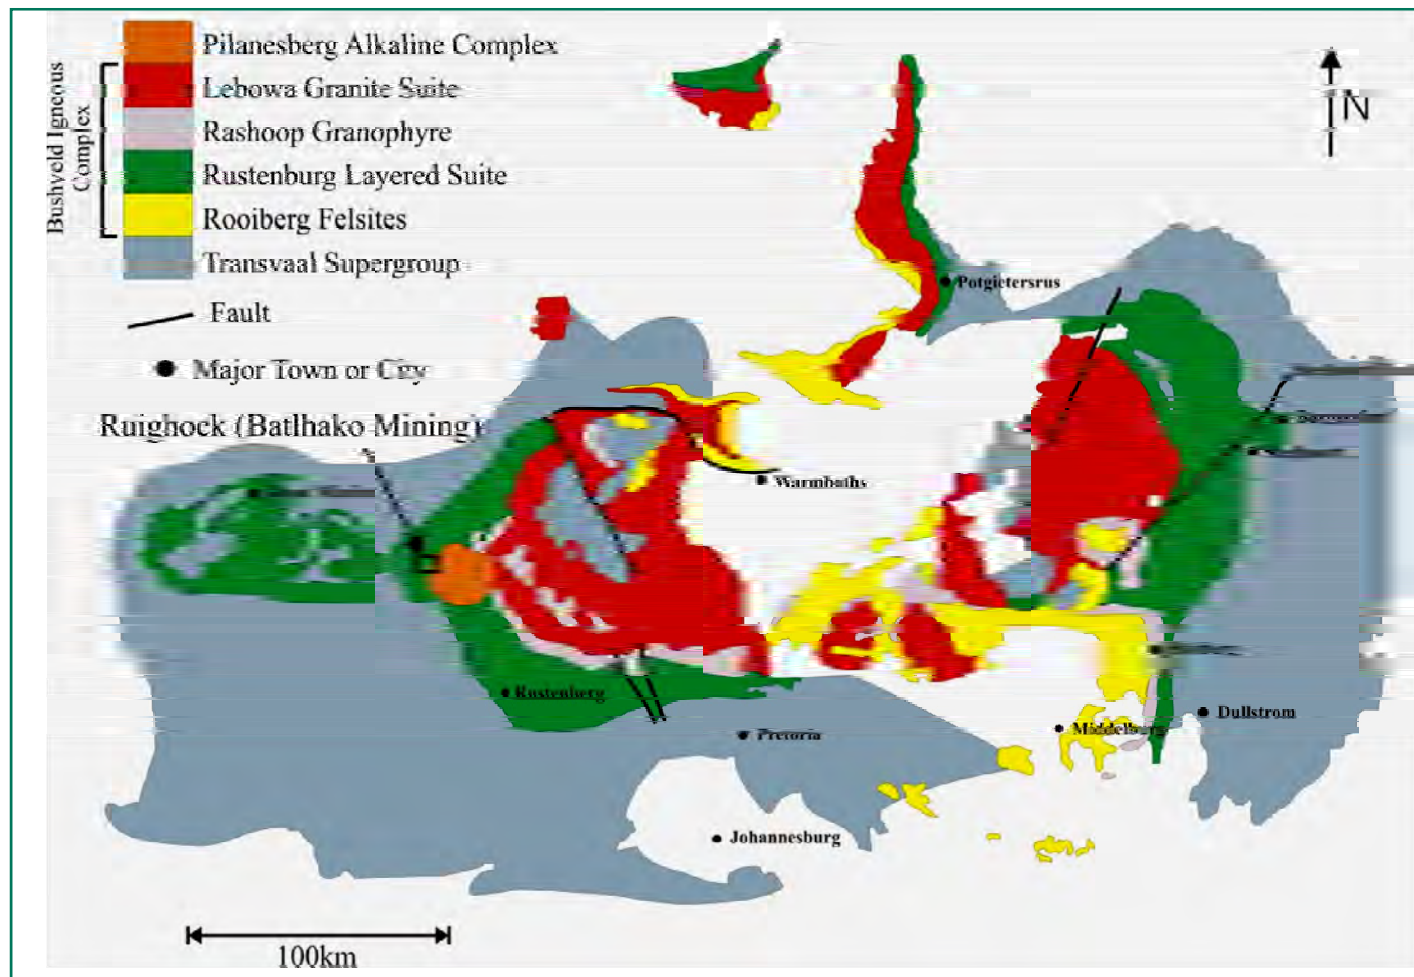 Pilanesberg Alkaline Complex
Lebowa Granite Suite
Rashoop Granophyre
Rustenburg Layered Suite
Rooiberg Felsites
Transvaal Supergroup
Bushveld Igneous
Complex
Fault
Major Town or City
Ruighoek (Batlhako Mining)
N
Potgietersrus
Warmbaths
Rustenberg
Pretoria
Johannesburg
Middelburg
Dullstrom
100km